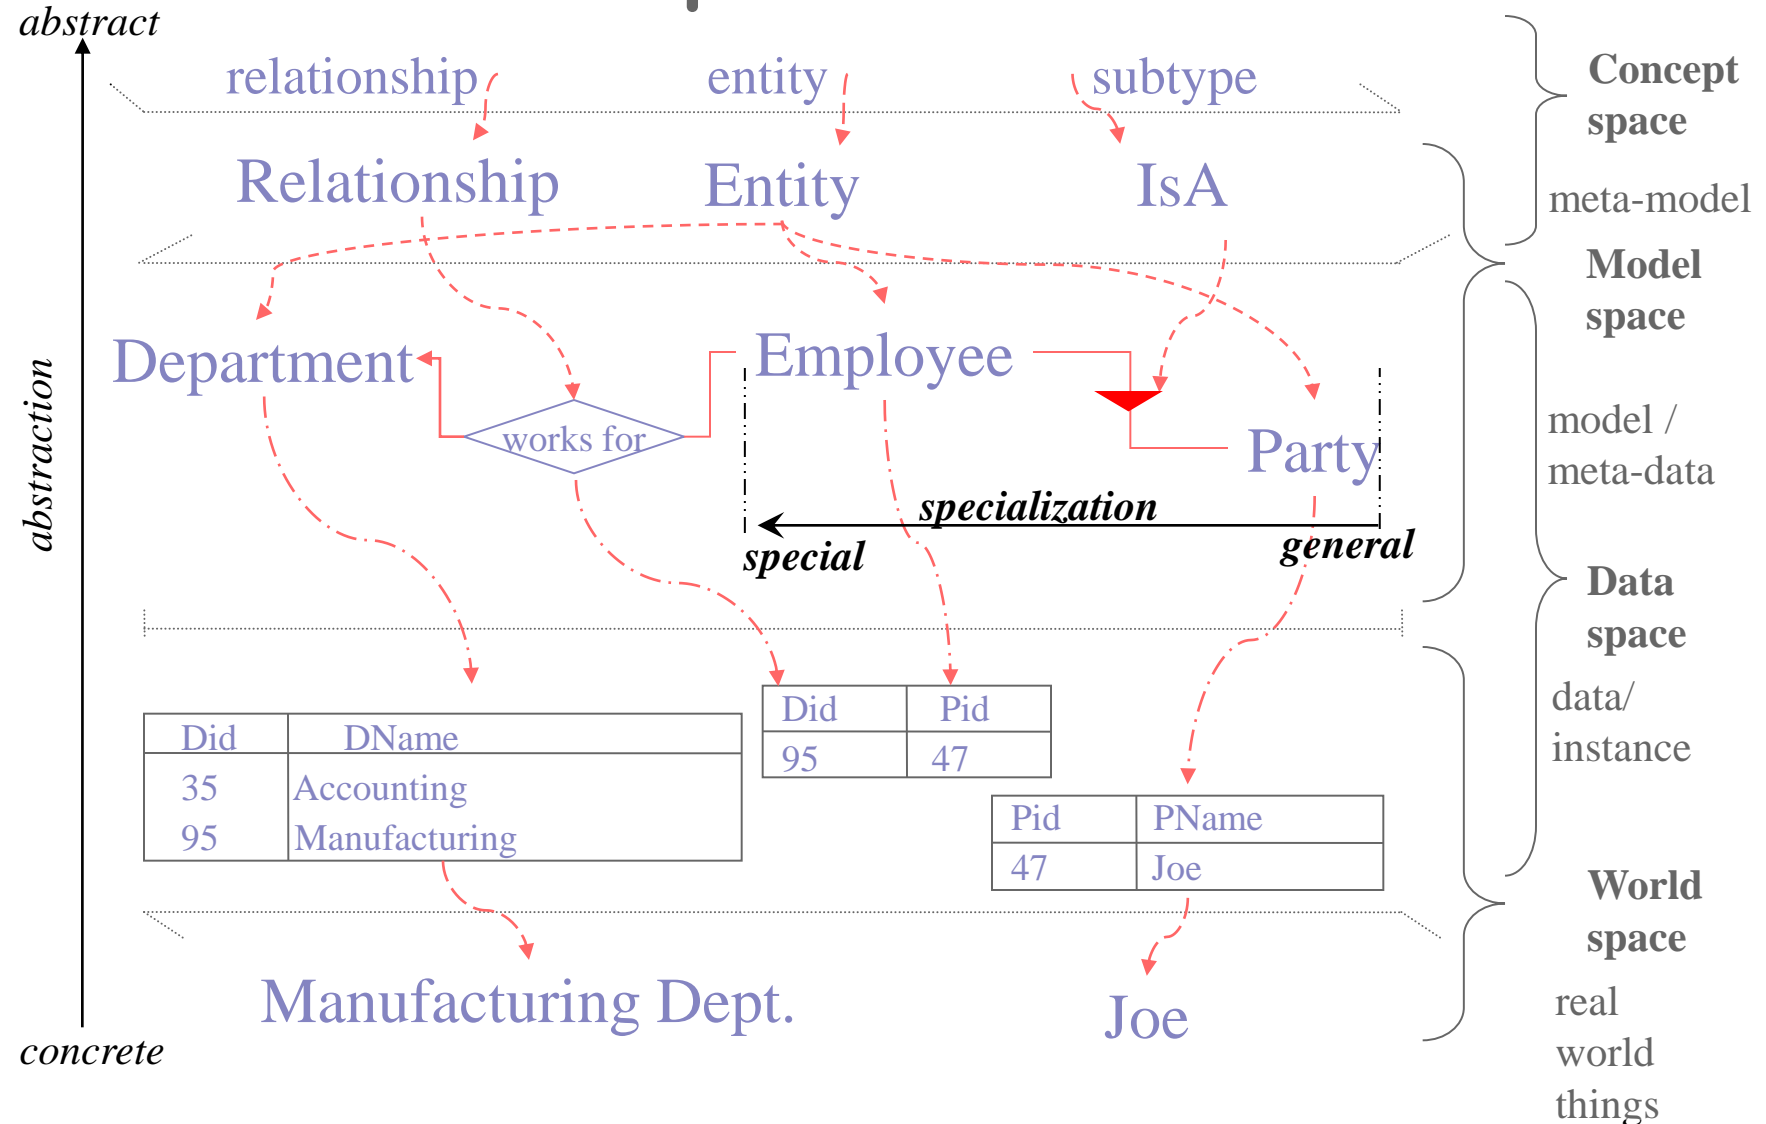 abstract
relationship entity subtype
Concept
space
Relationship Entity IsA
meta-model
Model
space
Department Employee
works for
Party
model /
meta-data
abstraction
specialization
special general
Data
space
data/
instance
Did Pid
95 47
Did DName
35 Accounting
95 Manufacturing
Pid PName
47 Joe
World
space
Manufacturing Dept. Joe
real
world
things
concrete